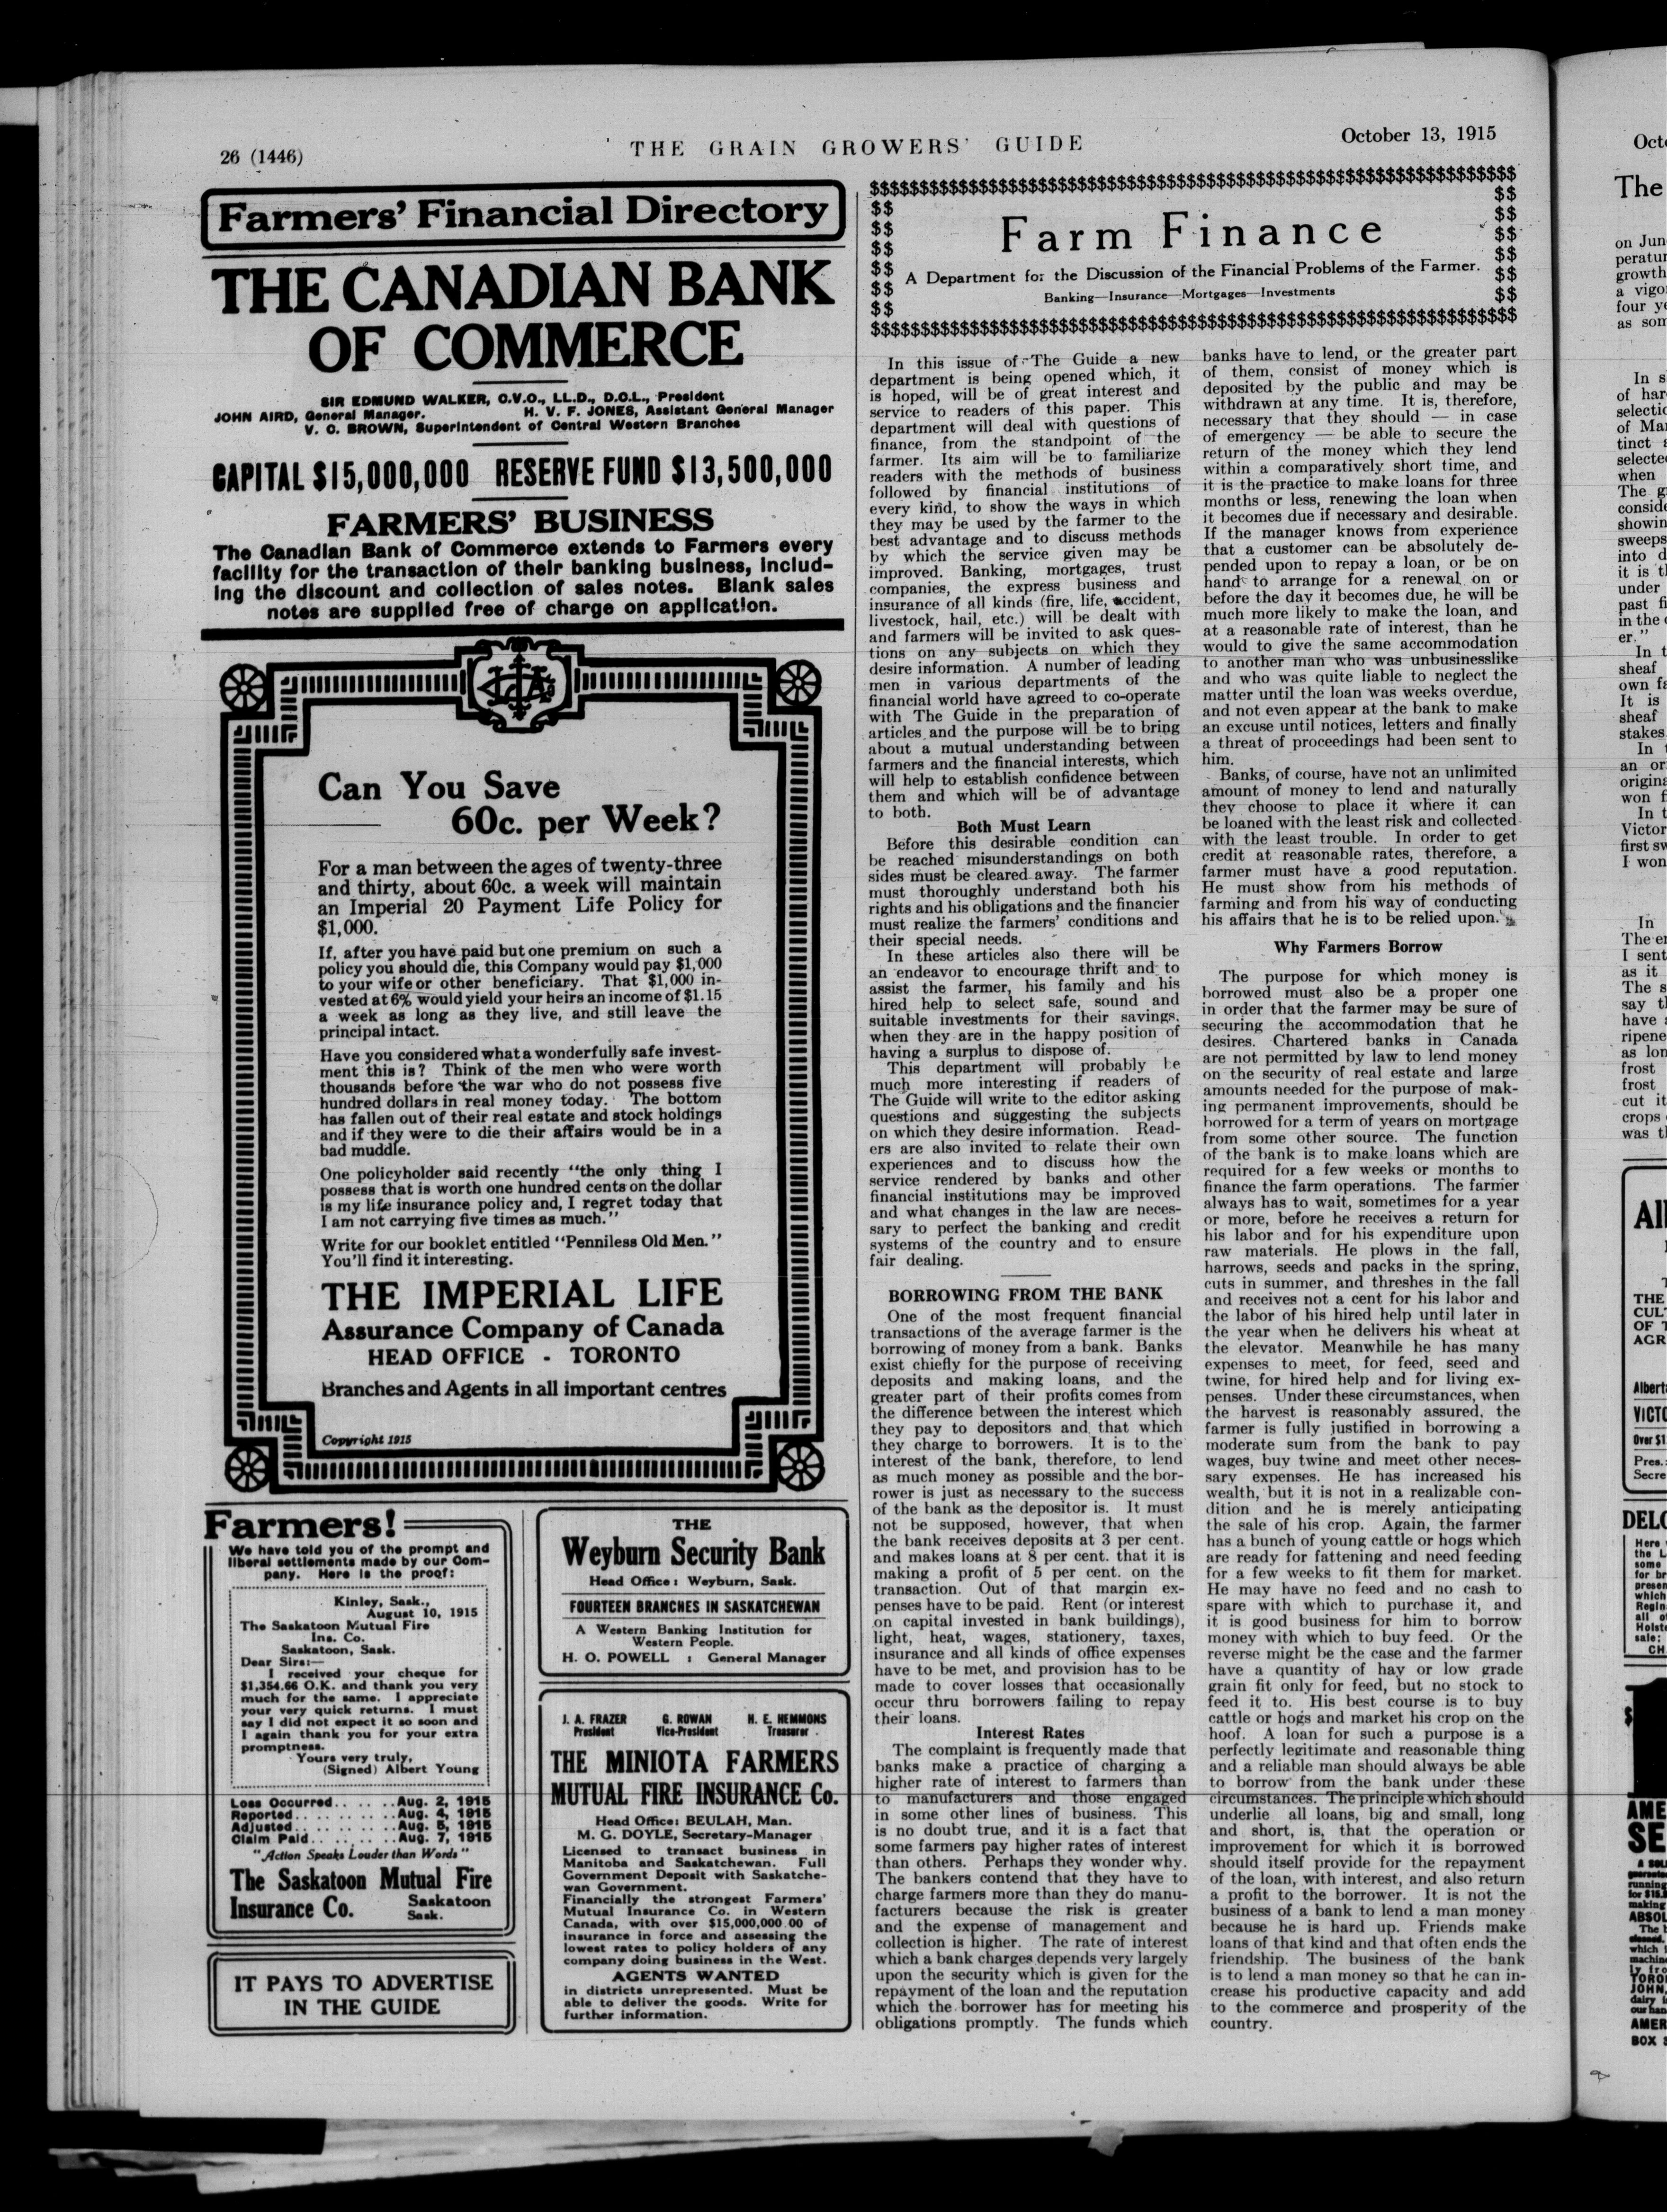 26 (1446)
THE GRAIN GROWERS' GUIDE
October 13, 1915
Farmers' Financial Directory
THE CANADIAN BANK
OF COMMERCE
SIR EDMUND WALKER, C.V.O., LL.D., D.C.L., President
JOHN AIRD, General Manager. H. V. F. JONES, Assistant General Manager
V. C. BROWN, Superintendent of Central Western Branches
CAPITAL $15,000,000 RESERVE FUND $13,500,000
FARMERS' BUSINESS
The Canadian Bank of Commerce extends to Farmers every
facility for the transaction of their banking business, includ-
ing the discount and collection of sales notes. Blank sales
notes are supplied free of charge on application.
Can You Save
60c. per Week?
For a man between the ages of twenty-three
and thirty, about 60c. a week will maintain
an Imperial 20 Payment Life Policy for
$1,000.
If, after you have paid but one premium on such a
policy you should die, this Company would pay $1,000
to your wife or other beneficiary. That $1,000 in-
vested at 6% would yield your heirs an income of $1.15
a week as long as they live, and still leave the
principal intact.
Have you considered what a wonderfully safe invest-
ment this is? Think of the men who were worth
thousands before the war who do not possess five
hundred dollars in real money today. The bottom
has fallen out of their real estate and stock holdings
and if they were to die their affairs would be in a
bad muddle.
One policyholder said recently "the only thing I
possess that is worth one hundred cents on the dollar
is my life insurance policy and, I regret today that
I am not carrying five times as much."
Write for our booklet entitled "Penniless Old Men."
You'll find it interesting.
THE IMPERIAL LIFE
Assurance Company of Canada
HEAD OFFICE - TORONTO
Branches and Agents in all important centres
Copyright 1915
Farmers!
We have told you of the prompt and
liberal settlements made by our Com-
pany. Here is the proof:
Kinley, Sask.,
August 10, 1915
The Saskatoon Mutual Fire
Ins. Co.
Saskatoon, Sask.
Dear Sirs:—
I received your cheque for
$1,354.66 O.K. and thank you very
much for the same. I appreciate
your very quick returns. I must
say I did not expect it so soon and
I again thank you for your extra
promptness.
Yours very truly,
(Signed) Albert Young
Loss Occurred........Aug. 2, 1915
Reported...........Aug. 4, 1915
Adjusted...........Aug. 5, 1915
Claim Paid..........Aug. 7, 1915
"Action Speaks Louder than Words"
The Saskatoon Mutual Fire
Insurance Co. Saskatoon
Sask.
IT PAYS TO ADVERTISE
IN THE GUIDE
THE
Weyburn Security Bank
Head Office: Weyburn, Sask.
FOURTEEN BRANCHES IN SASKATCHEWAN
A Western Banking Institution for
Western People.
H. O. POWELL : General Manager
J. A. FRAZER G. ROWAN H. E. HEMMONS
President Vice-President Treasurer
THE MINIOTA FARMERS
MUTUAL FIRE INSURANCE Co.
Head Office: BEULAH, Man.
M. G. DOYLE, Secretary-Manager
Licensed to transact business in
Manitoba and Saskatchewan. Full
Government Deposit with Saskatche-
wan Government.
Financially the strongest Farmers'
Mutual Insurance Co. in Western
Canada, with over $15,000,000.00 of
insurance in force and assessing the
lowest rates to policy holders of any
company doing business in the West.
AGENTS WANTED
in districts unrepresented. Must be
able to deliver the goods. Write for
further information.
Farm Finance
A Department for the Discussion of the Financial Problems of the Farmer.
Banking—Insurance—Mortgages—Investments
In this issue of The Guide a new
department is being opened which, it
is hoped, will be of great interest and
service to readers of this paper. This
department will deal with questions of
finance, from the standpoint of the
farmer. Its aim will be to familiarize
readers with the methods of business
followed by financial institutions of
every kind, to show the ways in which
they may be used by the farmer to the
best advantage and to discuss methods
by which the service given may be
improved. Banking, mortgages, trust
companies, the express business and
insurance of all kinds (fire, life, accident,
livestock, hail, etc.) will be dealt with
and farmers will be invited to ask ques-
tions on any subjects on which they
desire information. A number of leading
men in various departments of the
financial world have agreed to co-operate
with The Guide in the preparation of
articles and the purpose will be to bring
about a mutual understanding between
farmers and the financial interests, which
will help to establish confidence between
them and which will be of advantage
to both.
Both Must Learn
Before this desirable condition can
be reached misunderstandings on both
sides must be cleared away. The farmer
must thoroughly understand both his
rights and his obligations and the financier
must realize the farmers' conditions and
their special needs.
In these articles also there will be
an endeavor to encourage thrift and to
assist the farmer, his family and his
hired help to select safe, sound and
suitable investments for their savings,
when they are in the happy position of
having a surplus to dispose of.
This department will probably be
much more interesting if readers of
The Guide will write to the editor asking
questions and suggesting the subjects
on which they desire information. Read-
ers are also invited to relate their own
experiences and to discuss how the
service rendered by banks and other
financial institutions may be improved
and what changes in the law are neces-
sary to perfect the banking and credit
systems of the country and to ensure
fair dealing.
BORROWING FROM THE BANK
One of the most frequent financial
transactions of the average farmer is the
borrowing of money from a bank. Banks
exist chiefly for the purpose of receiving
deposits and making loans, and the
greater part of their profits comes from
the difference between the interest which
they pay to depositors and that which
they charge to borrowers. It is to the
interest of the bank, therefore, to lend
as much money as possible and the bor-
rower is just as necessary to the success
of the bank as the depositor is. It must
not be supposed, however, that when
the bank receives deposits at 3 per cent.
and makes loans at 8 per cent. that it is
making a profit of 5 per cent. on the
transaction. Out of that margin ex-
penses have to be paid. Rent (or interest
on capital invested in bank buildings),
light, heat, wages, stationery, taxes,
insurance and all kinds of office expenses
have to be met, and provision has to be
made to cover losses that occasionally
occur thru borrowers failing to repay
their loans.
Interest Rates
The complaint is frequently made that
banks make a practice of charging a
higher rate of interest to farmers than
to manufacturers and those engaged
in some other lines of business. This
is no doubt true, and it is a fact that
some farmers pay higher rates of interest
than others. Perhaps they wonder why.
The bankers contend that they have to
charge farmers more than they do manu-
facturers because the risk is greater
and the expense of management and
collection is higher. The rate of interest
which a bank charges depends very largely
upon the security which is given for the
repayment of the loan and the reputation
which the borrower has for meeting his
obligations promptly. The funds which
banks have to lend, or the greater part
of them, consist of money which is
deposited by the public and may be
withdrawn at any time. It is, therefore,
necessary that they should — in case
of emergency — be able to secure the
return of the money which they lend
within a comparatively short time, and
it is the practice to make loans for three
months or less, renewing the loan when
it becomes due if necessary and desirable.
If the manager knows from experience
that a customer can be absolutely de-
pended upon to repay a loan, or be on
hand to arrange for a renewal on or
before the day it becomes due, he will be
much more likely to make the loan, and
at a reasonable rate of interest, than he
would to give the same accommodation
to another man who was unbusinesslike
and who was quite liable to neglect the
matter until the loan was weeks overdue,
and not even appear at the bank to make
an excuse until notices, letters and finally
a threat of proceedings had been sent to
him.
Banks, of course, have not an unlimited
amount of money to lend and naturally
they choose to place it where it can
be loaned with the least risk and collected
with the least trouble. In order to get
credit at reasonable rates, therefore, a
farmer must have a good reputation.
He must show from his methods of
farming and from his way of conducting
his affairs that he is to be relied upon.
Why Farmers Borrow
The purpose for which money is
borrowed must also be a proper one
in order that the farmer may be sure of
securing the accommodation that he
desires. Chartered banks in Canada
are not permitted by law to lend money
on the security of real estate and large
amounts needed for the purpose of mak-
ing permanent improvements, should be
borrowed for a term of years on mortgage
from some other source. The function
of the bank is to make loans which are
required for a few weeks or months to
finance the farm operations. The farmer
always has to wait, sometimes for a year
or more, before he receives a return for
his labor and for his expenditure upon
raw materials. He plows in the fall,
harrows, seeds and packs in the spring,
cuts in summer, and threshes in the fall
and receives not a cent for his labor and
the labor of his hired help until later in
the year when he delivers his wheat at
the elevator. Meanwhile he has many
expenses to meet, for feed, seed and
twine, for hired help and for living ex-
penses. Under these circumstances, when
the harvest is reasonably assured, the
farmer is fully justified in borrowing a
moderate sum from the bank to pay
wages, buy twine and meet other neces-
sary expenses. He has increased his
wealth, but it is not in a realizable con-
dition and he is merely anticipating
the sale of his crop. Again, the farmer
has a bunch of young cattle or hogs which
are ready for fattening and need feeding
for a few weeks to fit them for market.
He may have no feed and no cash to
spare with which to purchase it, and
it is good business for him to borrow
money with which to buy feed. Or the
reverse might be the case and the farmer
have a quantity of hay or low grade
grain fit only for feed, but no stock to
feed it to. His best course is to buy
cattle or hogs and market his crop on the
hoof. A loan for such a purpose is a
perfectly legitimate and reasonable thing
and a reliable man should always be able
to borrow from the bank under these
circumstances. The principle which should
underlie all loans, big and small, long
and short, is, that the operation or
improvement for which it is borrowed
should itself provide for the repayment
of the loan, with interest, and also return
a profit to the borrower. It is not the
business of a bank to lend a man money
because he is hard up. Friends make
loans of that kind and that often ends the
friendship. The business of the bank
is to lend a man money so that he can in-
crease his productive capacity and add
to the commerce and prosperity of the
country.